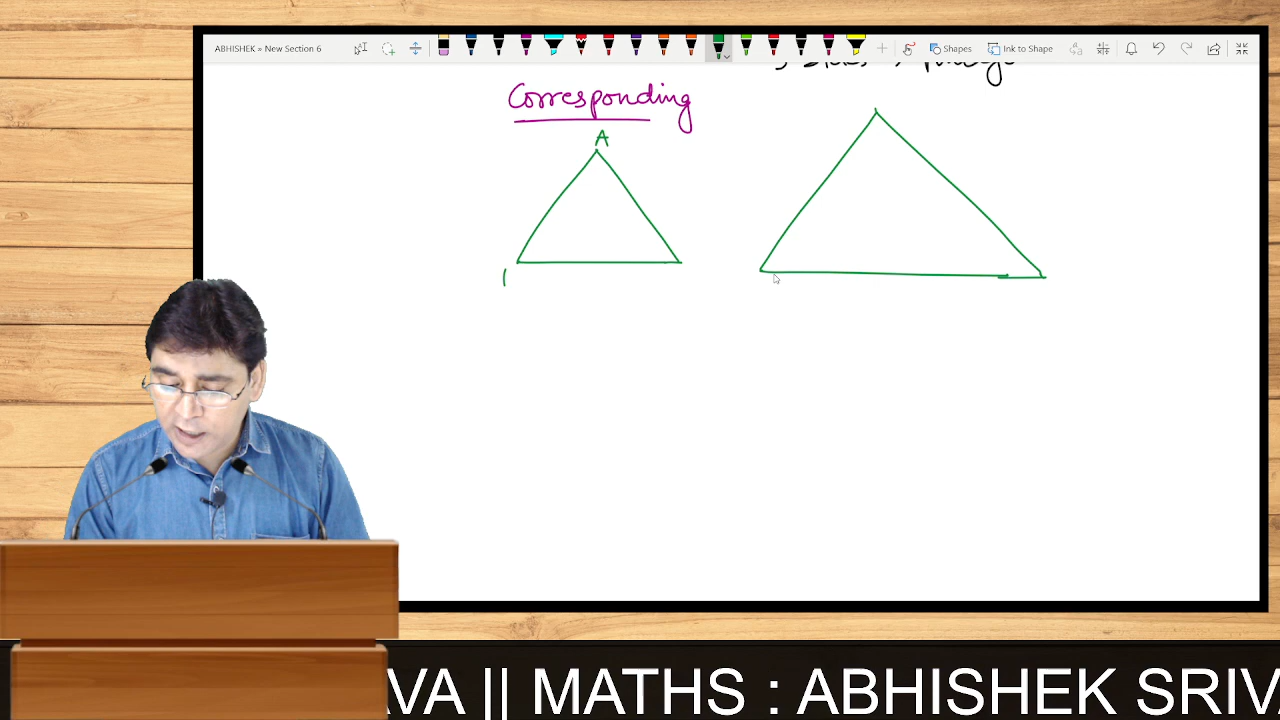 ABHISHEK » New Section 6
Shapes
Ink to Shape
Corresponding
A
VA || MATHS : ABHISHEK SRIV